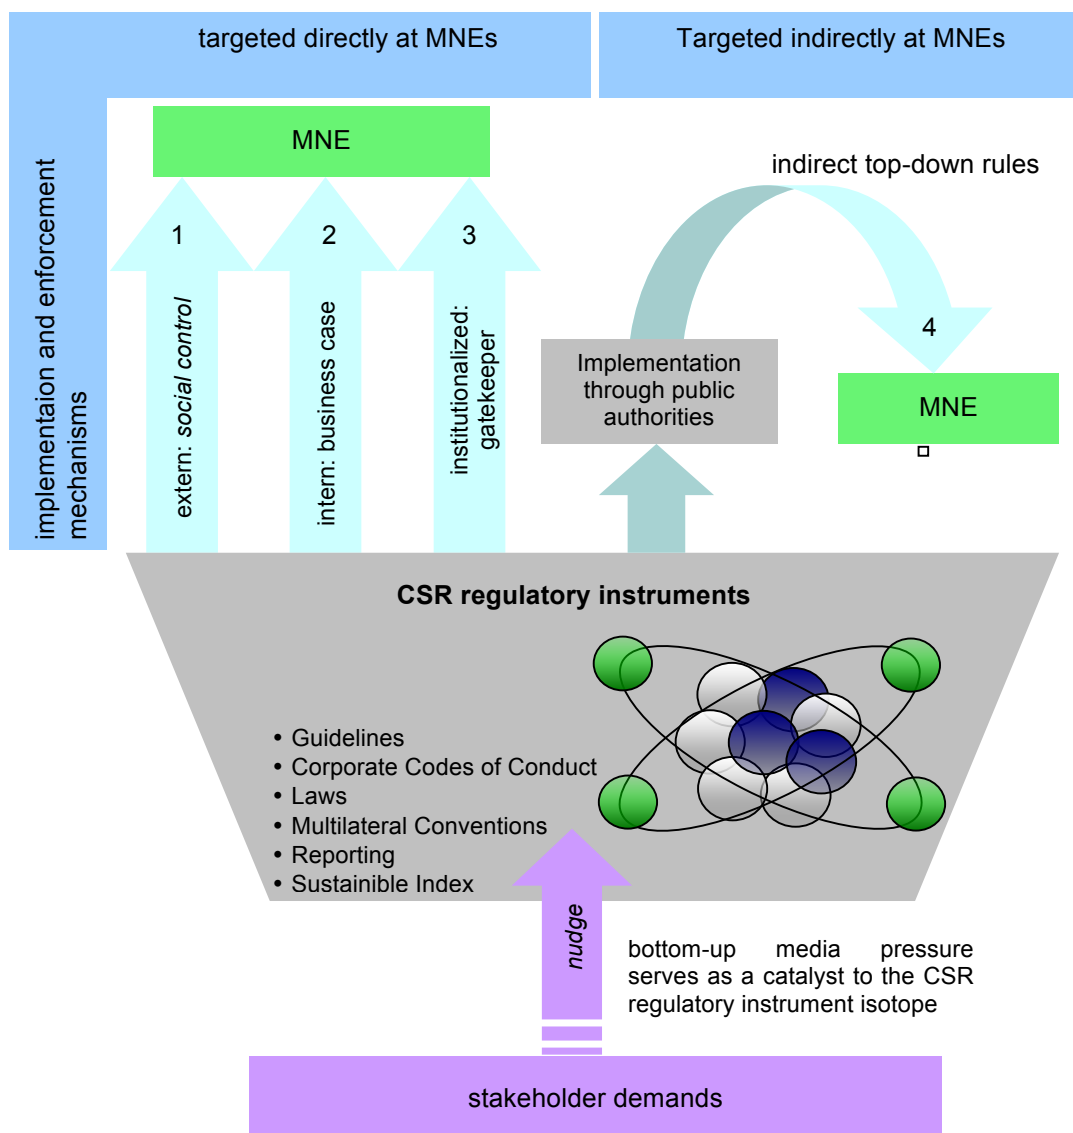 targeted directly at MNEs
Targeted indirectly at MNEs
implementaion and enforcement
mechanisms
MNE
1
2
3
extern: social control
intern: business case
institutionalized:
gatekeeper
indirect top-down rules
4
Implementation
through public
authorities
MNE
CSR regulatory instruments
• Guidelines
• Corporate Codes of Conduct
• Laws
• Multilateral Conventions
• Reporting
• Sustainible Index
nudge
bottom-up media pressure
serves as a catalyst to the CSR
regulatory instrument isotope
stakeholder demands